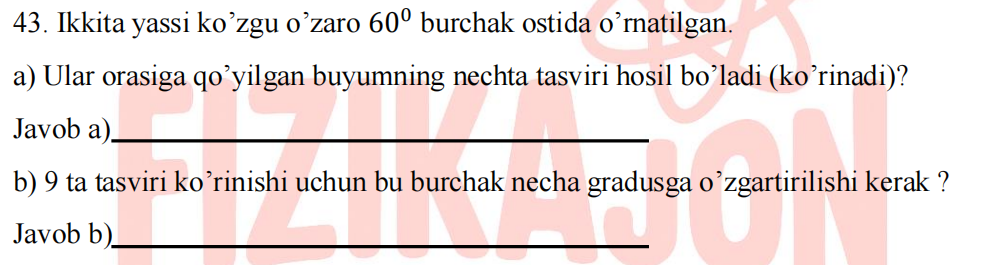 43. Ikkita yassi ko’zgu o’zaro 60⁰ burchak ostida o’rnatilgan.
a) Ular orasiga qo’yilgan buyumning nechta tasviri hosil bo’ladi (ko’rinadi)?
Javob a)
b) 9 ta tasviri ko’rinishi uchun bu burchak necha gradusga o’zgartirilishi kerak ?
Javob b)
FIZIKAJON